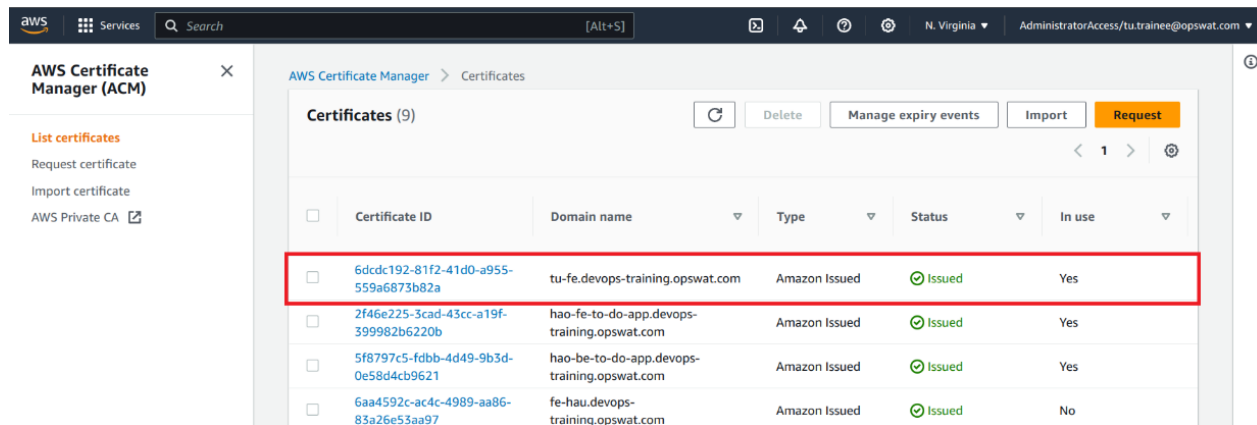 aws Services Search [Alt+S] N. Virginia AdministratorAccess/tu.trainee@opswat.com
AWS Certificate
Manager (ACM)
List certificates
Request certificate
Import certificate
AWS Private CA
AWS Certificate Manager > Certificates
Certificates (9) Delete Manage expiry events Import Request
1
Certificate ID Domain name Type Status In use
6dcdc192-81f2-41d0-a955-
559a6873b82a tu-fe.devops-training.opswat.com Amazon Issued Issued Yes
2f46e225-3cad-43cc-a19f-
399982b6220b hao-fe-to-do-app.devops-
training.opswat.com Amazon Issued Issued Yes
5f8797c5-fdbb-4d49-9b3d-
0e58d4cb9621 hao-be-to-do-app.devops-
training.opswat.com Amazon Issued Issued Yes
6aa4592c-ac4c-4989-aa86-
83a26e53aa97 fe-hau.devops-
training.opswat.com Amazon Issued Issued No